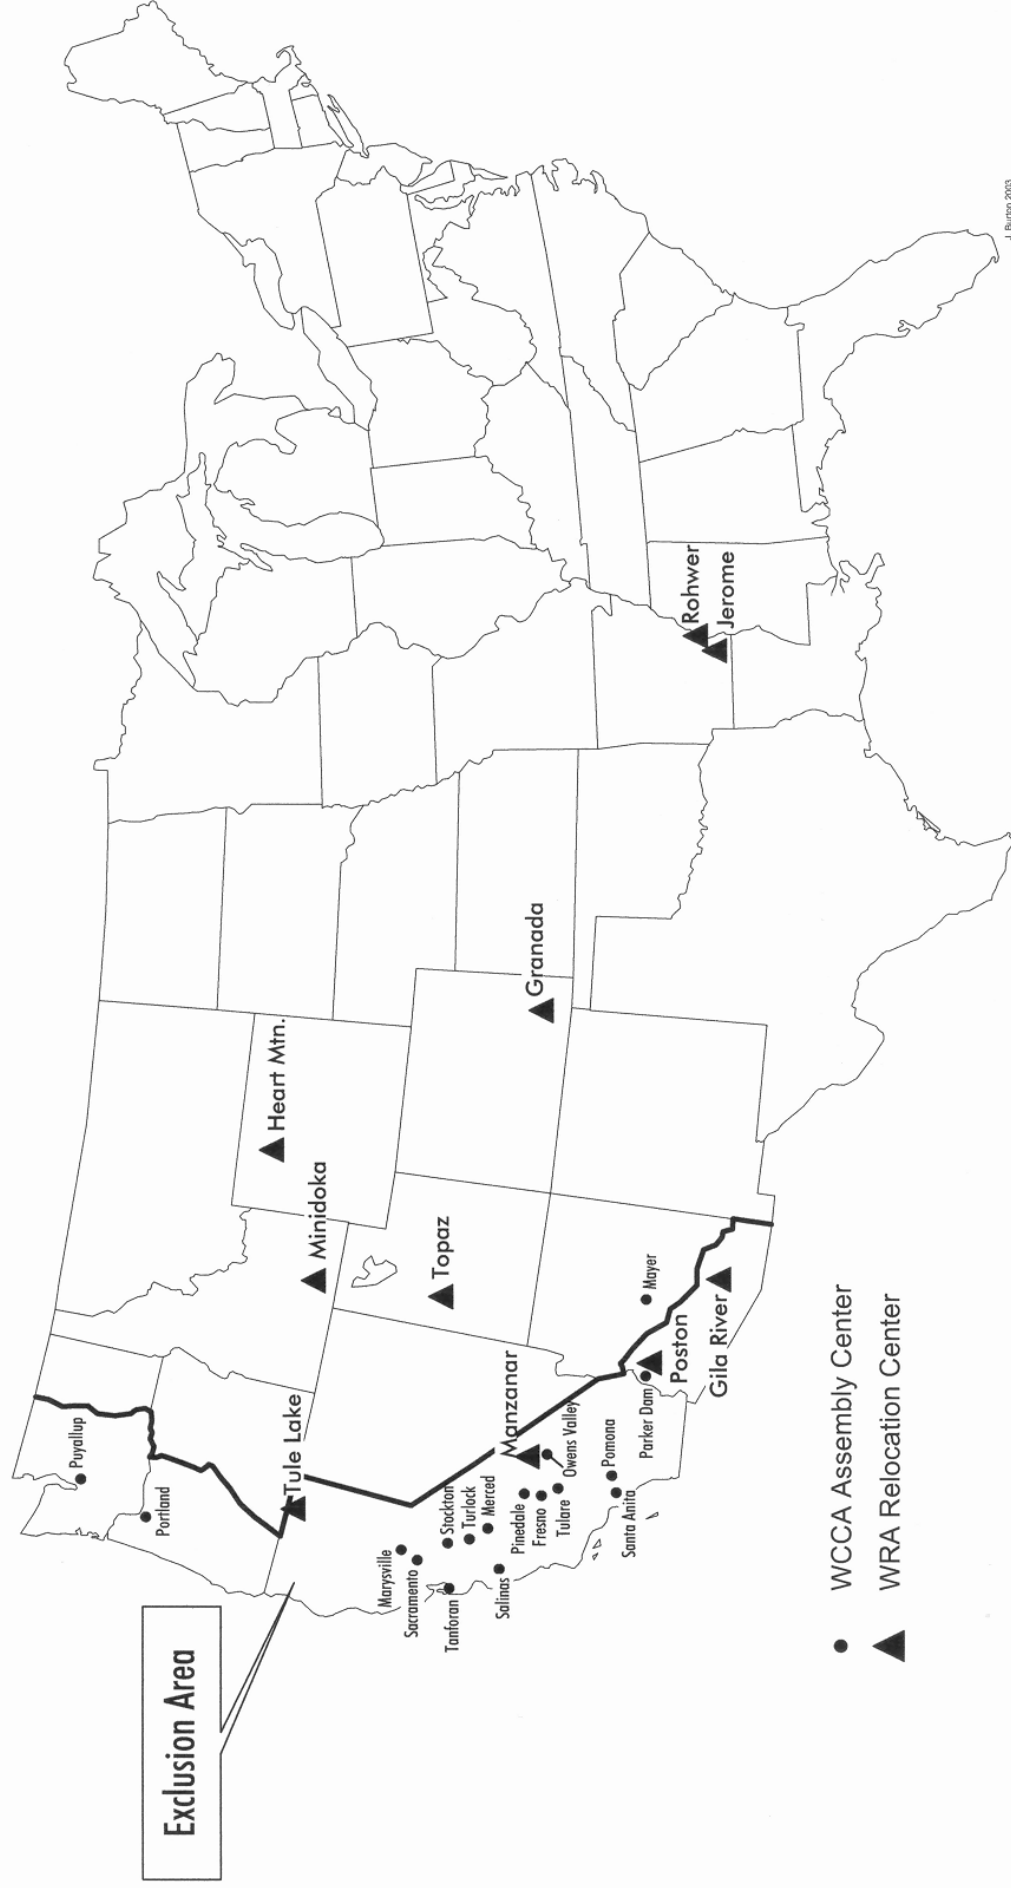 Exclusion Area
Puyallup
Portland
Tule Lake
Minidoka
Heart Mtn.
Marysville
Sacramento
Tanforan
Stockton
Turlock
Merced
Salinas
Pinedale
Fresno
Tulare
Manzanar
Owens Valley
Topaz
Granada
Santa Anita
Pomona
Parker Dam
Poston
Mayer
Gila River
Rohwer
Jerome
WCCA Assembly Center
WRA Relocation Center
J. Burton 2003